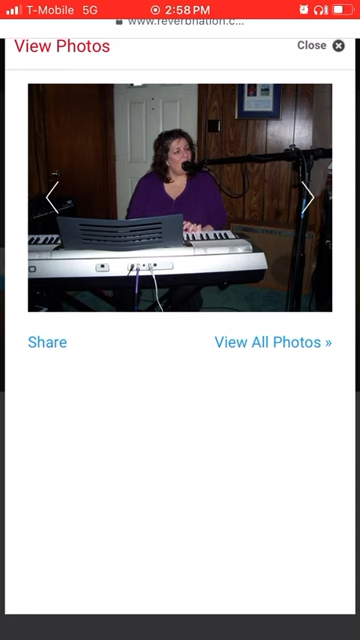 T-Mobile 5G 2:58 PM
www.reverbnation.c...
View Photos
Close
Share
View All Photos »